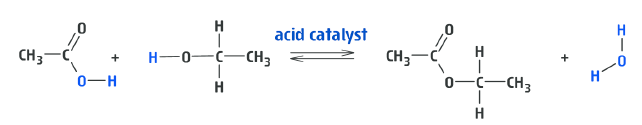 acid catalyst
O H O H
CH3-C + H-O-C-CH3 CH3-C H + O
O-H H O-C-CH3 H
H